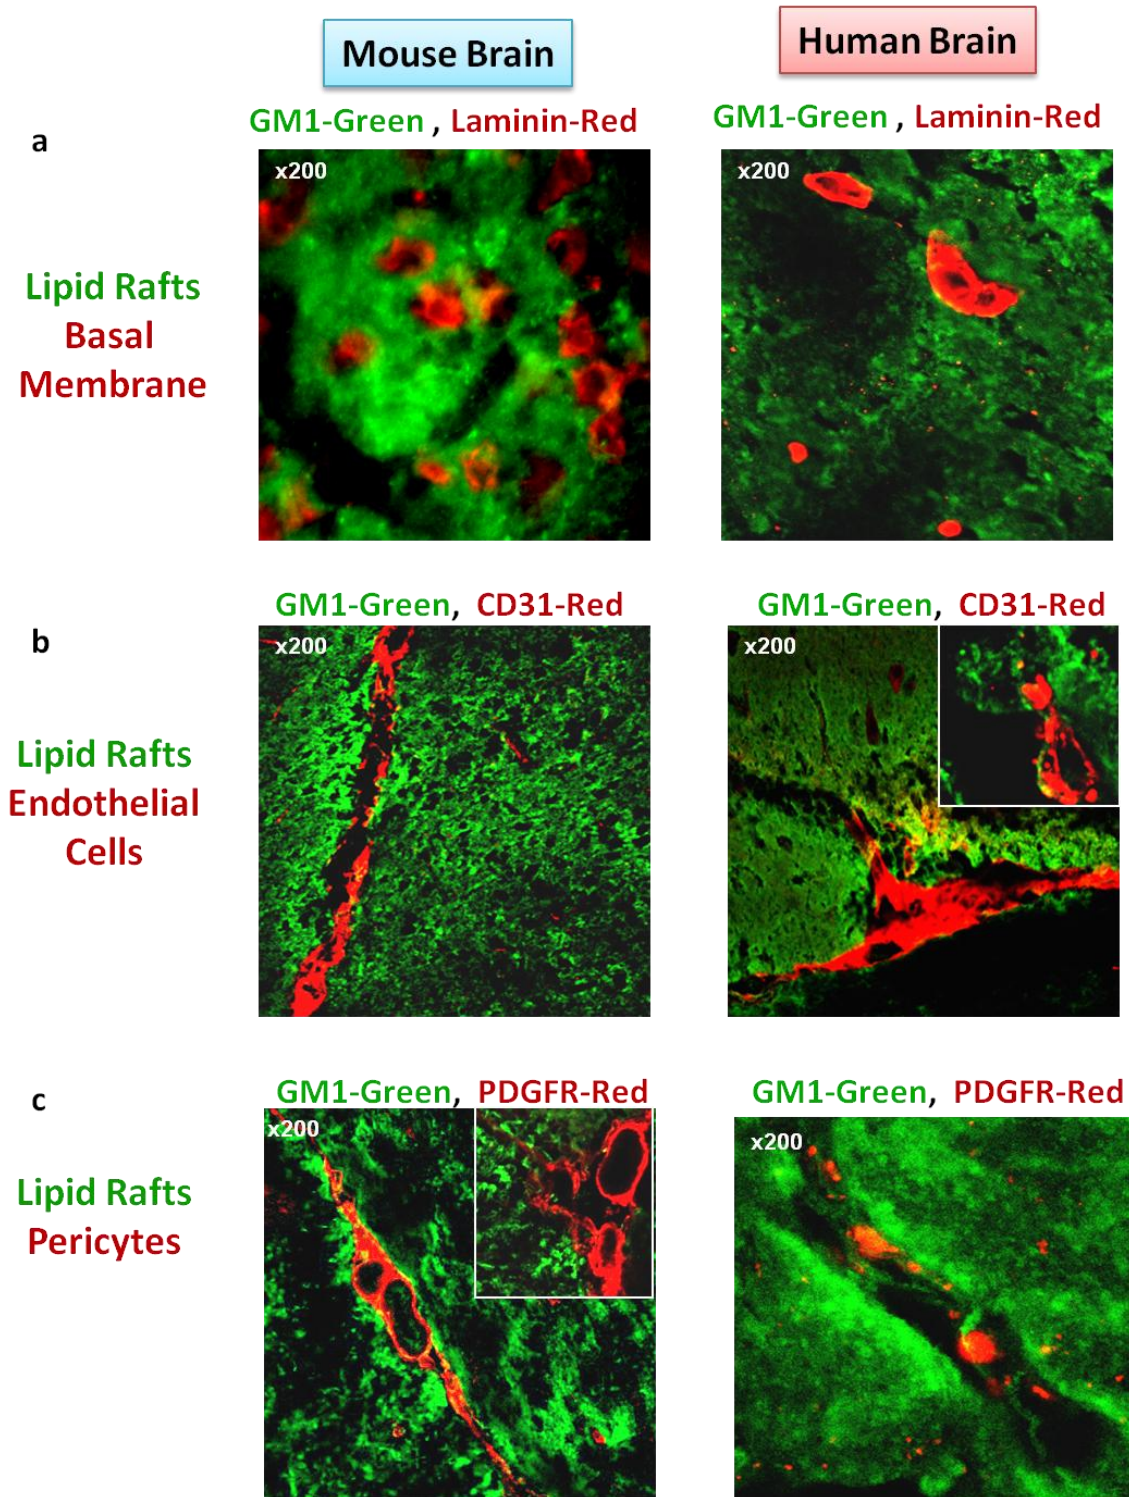 Mouse Brain
Human Brain
a
GM1-Green , Laminin-Red
GM1-Green , Laminin-Red
x200
x200
Lipid Rafts
Basal
Membrane
b
GM1-Green, CD31-Red
GM1-Green, CD31-Red
x200
x200
Lipid Rafts
Endothelial
Cells
c
GM1-Green, PDGFR-Red
GM1-Green, PDGFR-Red
x200
x200
Lipid Rafts
Pericytes